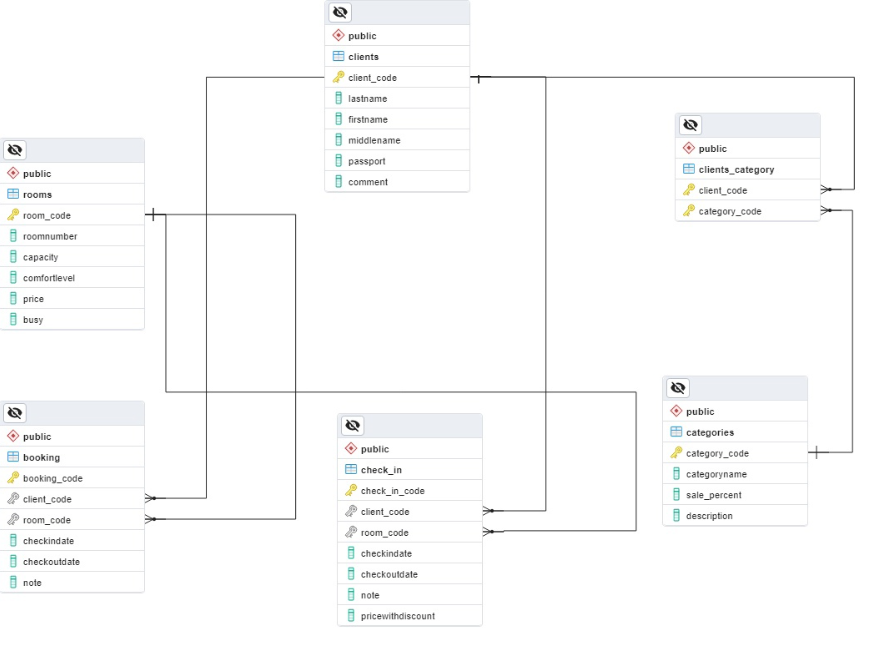 public
clients
client_code
lastname
firstname
middlename
passport
comment
public
rooms
room_code
roomnumber
capacity
comfortlevel
price
busy
public
clients_category
client_code
category_code
public
booking
booking_code
client_code
room_code
checkindate
checkoutdate
note
public
check_in
check_in_code
client_code
room_code
checkindate
checkoutdate
note
pricewithdiscount
public
categories
category_code
categoryname
sale_percent
description